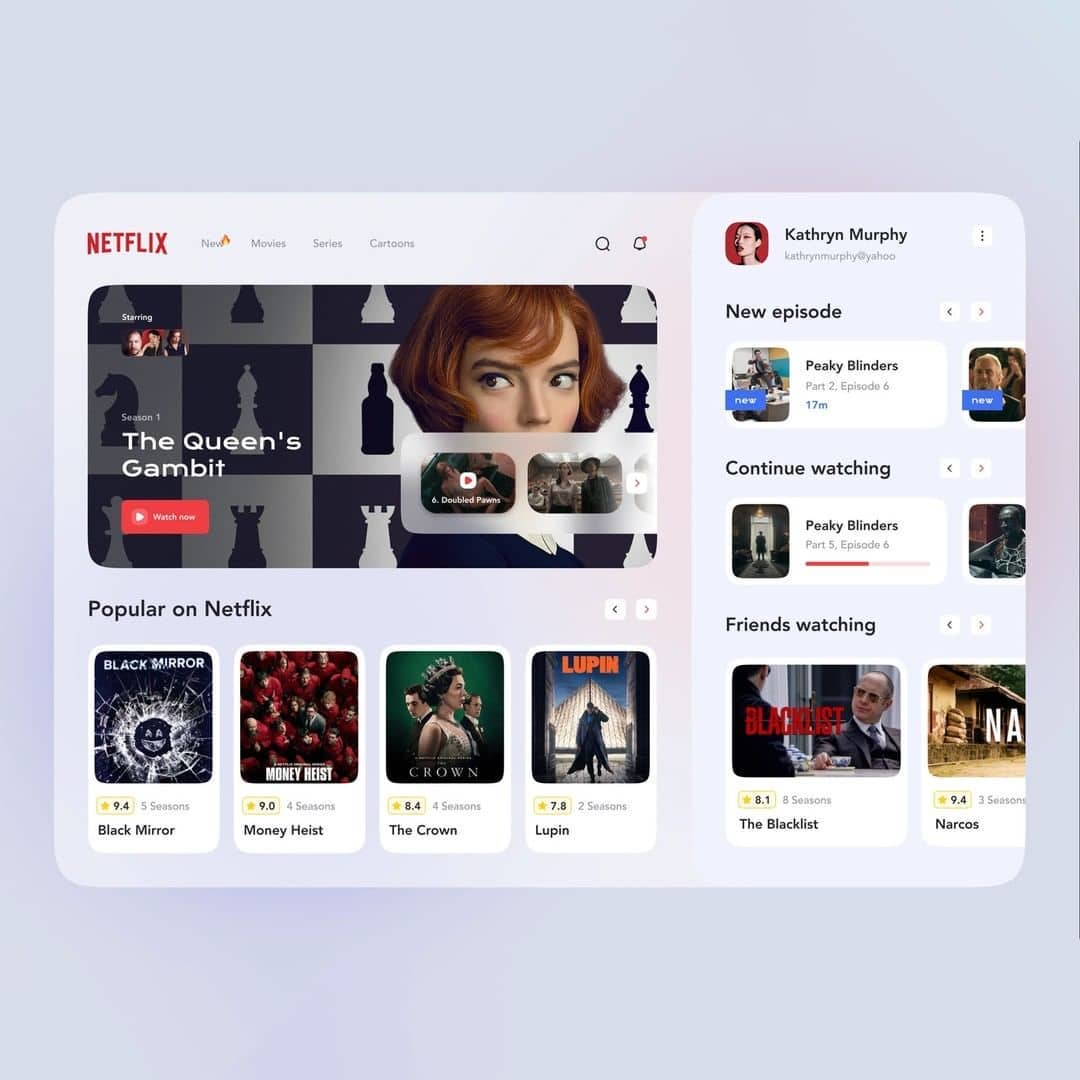 NETFLIX
New
Movies
Series
Cartoons
Starring
Season 1
The Queen's
Gambit
Watch now
6. Doubled Pawns
Popular on Netflix
BLACK MIRROR
9.4
5 Seasons
Black Mirror
MONEY HEIST
9.0
4 Seasons
Money Heist
A NETFLIX ORIGINAL SERIES
THE
CROWN
8.4
4 Seasons
The Crown
LUPIN
7.8
2 Seasons
Lupin
Kathryn Murphy
kathrynmurphy@yahoo
New episode
new
Peaky Blinders
Part 2, Episode 6
17m
new
Continue watching
Peaky Blinders
Part 5, Episode 6
Friends watching
BLACKLIST
8.1
8 Seasons
The Blacklist
NA
9.4
3 Seasons
Narcos